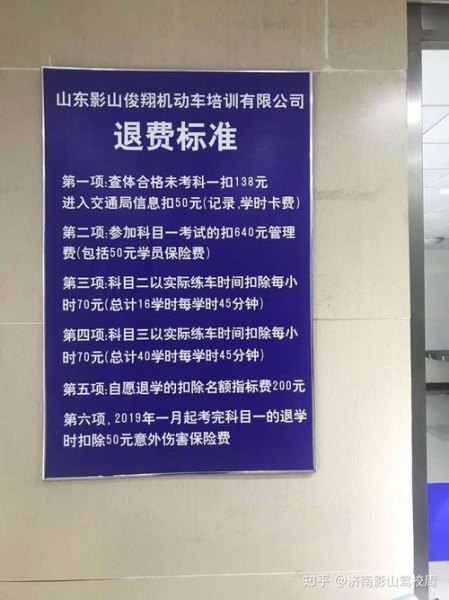 山东影山俊翔机动车培训有限公司
退费标准
第一项:查体合格未考科一扣138元
进入交通局信息扣50元(记录,学时卡费)
第二项:参加科目一考试的扣640元管理
费(包括50元学员保险费)
第三项:科目二以实际练车时间扣除每小
时70元(总计16学时每学时45分钟)
第四项:科目三以实际练车时间扣除每小
时70元(总计40学时每学时45分钟)
第五项:自愿退学的扣除名额指标费200元
第六项,2019年一月起考完科目一的退学
时扣除50元意外伤害保险费
知乎 @济南影山驾校周